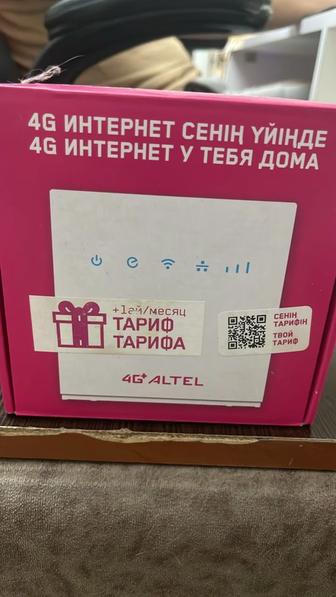 4G ИНТЕРНЕТ СЕНІҢ ҮЙІҢДЕ
4G ИНТЕРНЕТ У ТЕБЯ ДОМА
+1ай/месяц
ТАРИФ
ТАРИФА
СЕНІҢ
ТАРИФІҢ
ТВОЙ
ТАРИФ
4G+ ALTEL